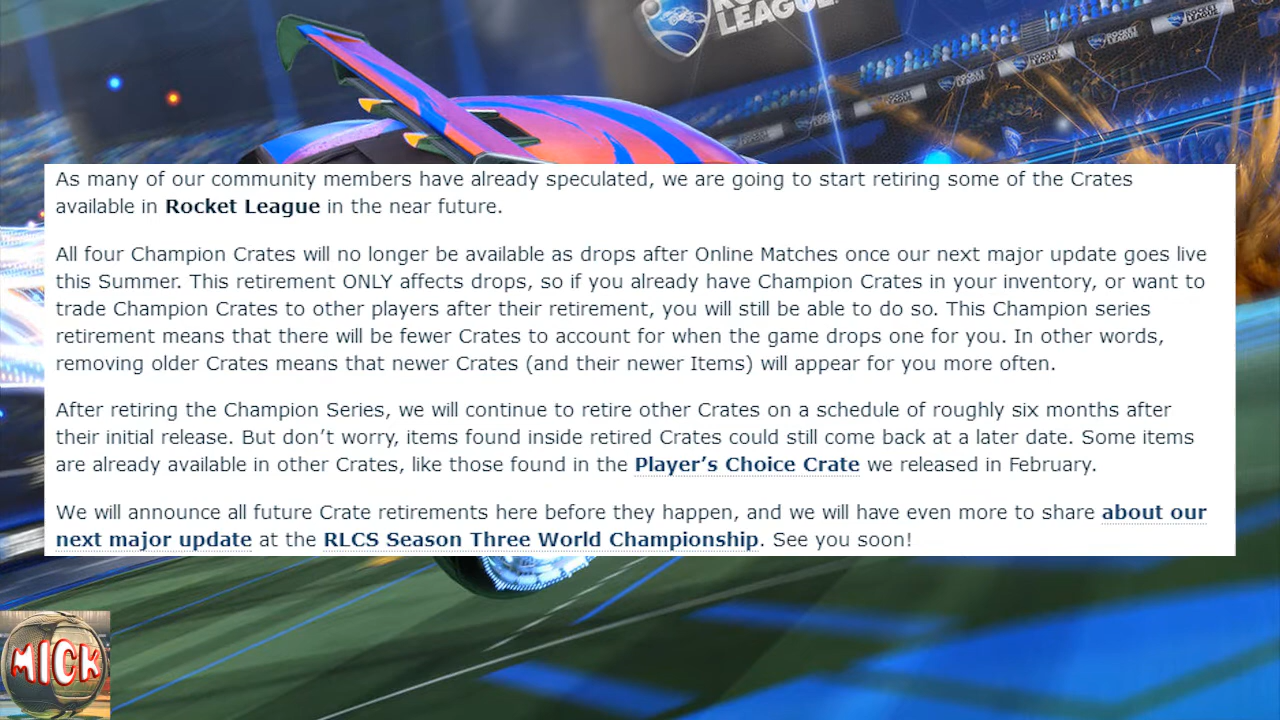 ROCKET
LEAGUE
ROCKET
LEAGUE
ROCKET
LEAGUE
ROCKET
LEAGUE
As many of our community members have already speculated, we are going to start retiring some of the Crates
available in Rocket League in the near future.
All four Champion Crates will no longer be available as drops after Online Matches once our next major update goes live
this Summer. This retirement ONLY affects drops, so if you already have Champion Crates in your inventory, or want to
trade Champion Crates to other players after their retirement, you will still be able to do so. This Champion series
retirement means that there will be fewer Crates to account for when the game drops one for you. In other words,
removing older Crates means that newer Crates (and their newer Items) will appear for you more often.
After retiring the Champion Series, we will continue to retire other Crates on a schedule of roughly six months after
their initial release. But don’t worry, items found inside retired Crates could still come back at a later date. Some items
are already available in other Crates, like those found in the Player’s Choice Crate we released in February.
We will announce all future Crate retirements here before they happen, and we will have even more to share about our
next major update at the RLCS Season Three World Championship. See you soon!
MICK